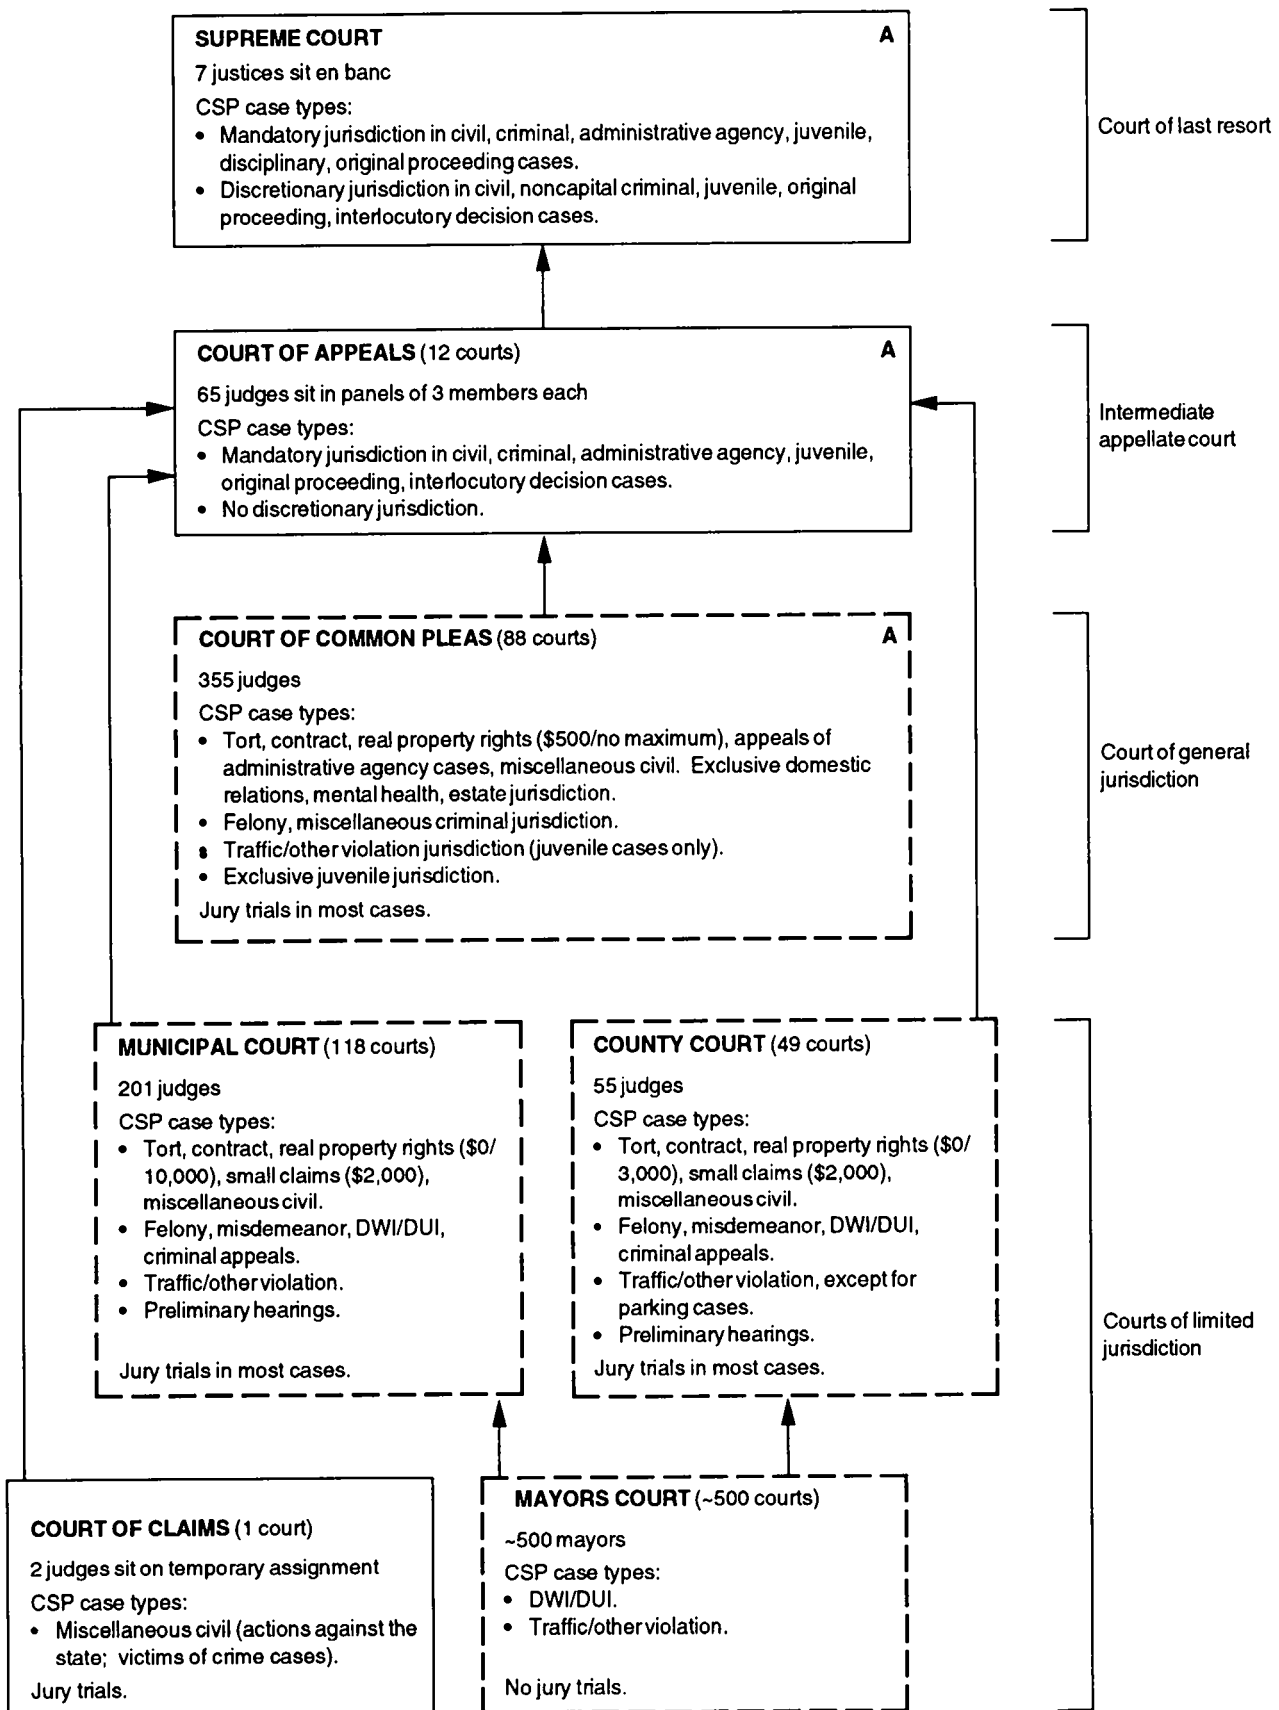 SUPREME COURT A
7 justices sit en banc
CSP case types:
• Mandatory jurisdiction in civil, criminal, administrative agency, juvenile,
disciplinary, original proceeding cases.
• Discretionary jurisdiction in civil, noncapital criminal, juvenile, original
proceeding, interlocutory decision cases.
Court of last resort
COURT OF APPEALS (12 courts) A
65 judges sit in panels of 3 members each
CSP case types:
• Mandatory jurisdiction in civil, criminal, administrative agency, juvenile,
original proceeding, interlocutory decision cases.
• No discretionary jurisdiction.
Intermediate
appellate court
COURT OF COMMON PLEAS (88 courts) A
355 judges
CSP case types:
• Tort, contract, real property rights ($500/no maximum), appeals of
administrative agency cases, miscellaneous civil. Exclusive domestic
relations, mental health, estate jurisdiction.
• Felony, miscellaneous criminal jurisdiction.
• Traffic/other violation jurisdiction (juvenile cases only).
• Exclusive juvenile jurisdiction.
Jury trials in most cases.
Court of general
jurisdiction
MUNICIPAL COURT (118 courts)
201 judges
CSP case types:
• Tort, contract, real property rights ($0/
10,000), small claims ($2,000),
miscellaneous civil.
• Felony, misdemeanor, DWI/DUI,
criminal appeals.
• Traffic/other violation.
• Preliminary hearings.
Jury trials in most cases.
COUNTY COURT (49 courts)
55 judges
CSP case types:
• Tort, contract, real property rights ($0/
3,000), small claims ($2,000),
miscellaneous civil.
• Felony, misdemeanor, DWI/DUI,
criminal appeals.
• Traffic/other violation, except for
parking cases.
• Preliminary hearings.
Jury trials in most cases.
Courts of limited
jurisdiction
COURT OF CLAIMS (1 court)
2 judges sit on temporary assignment
CSP case types:
• Miscellaneous civil (actions against the
state; victims of crime cases).
Jury trials.
MAYORS COURT (~500 courts)
~500 mayors
CSP case types:
• DWI/DUI.
• Traffic/other violation.
No jury trials.